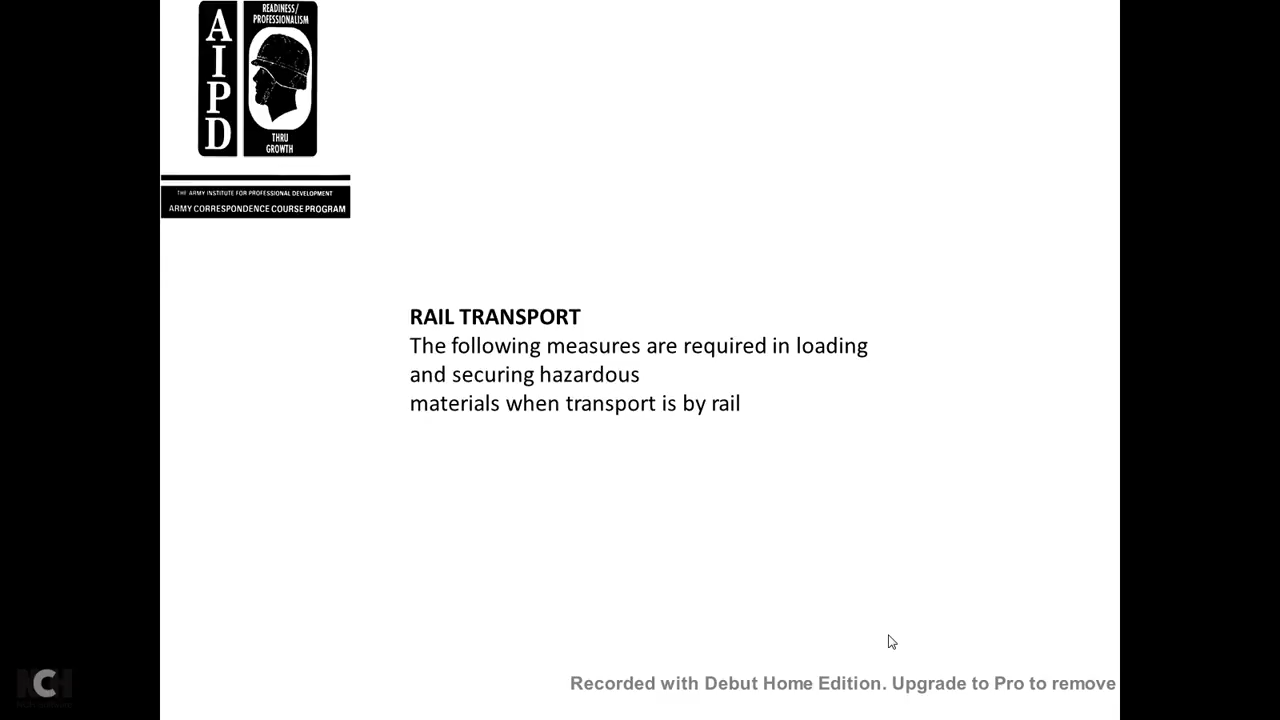 A
I
P
D
READINESS/
PROFESSIONALISM
THRU
GROWTH
THE ARMY INSTITUTE FOR PROFESSIONAL DEVELOPMENT
ARMY CORRESPONDENCE COURSE PROGRAM
RAIL TRANSPORT
The following measures are required in loading
and securing hazardous
materials when transport is by rail
NCH
Recorded with Debut Home Edition. Upgrade to Pro to remove